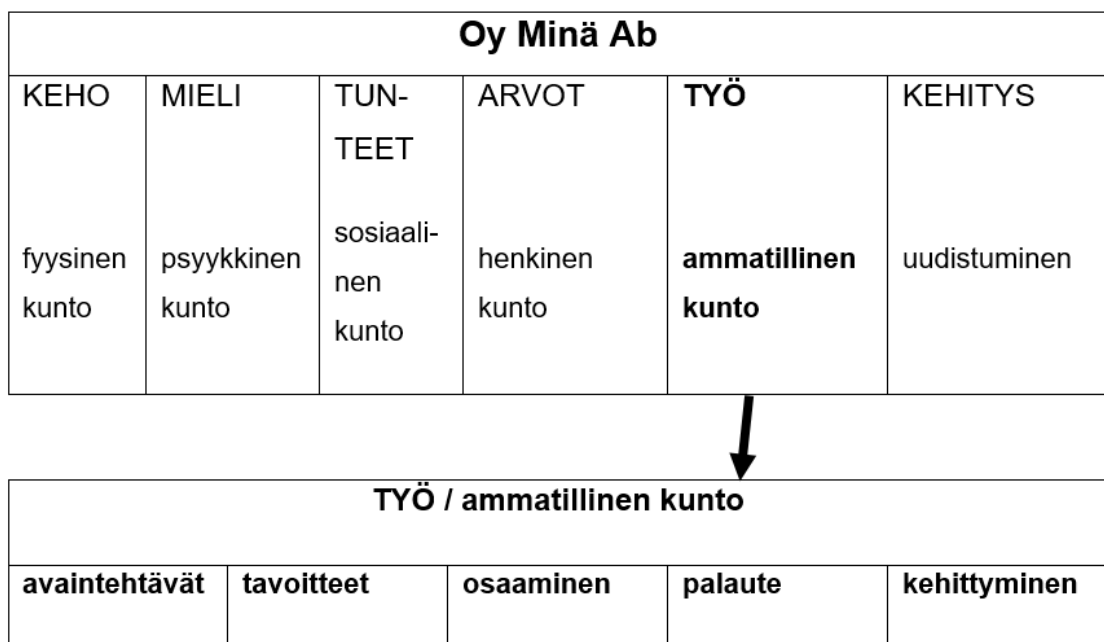 Oy Minä Ab
KEHO
fyysinen
kunto
MIELI
psyykkinen
kunto
TUN-
TEET
sosiaali-
nen
kunto
ARVOT
henkinen
kunto
TYÖ
ammatillinen
kunto
KEHITYS
uudistuminen
TYÖ / ammatillinen kunto
avaintehtävät
tavoitteet
osaaminen
palaute
kehittyminen